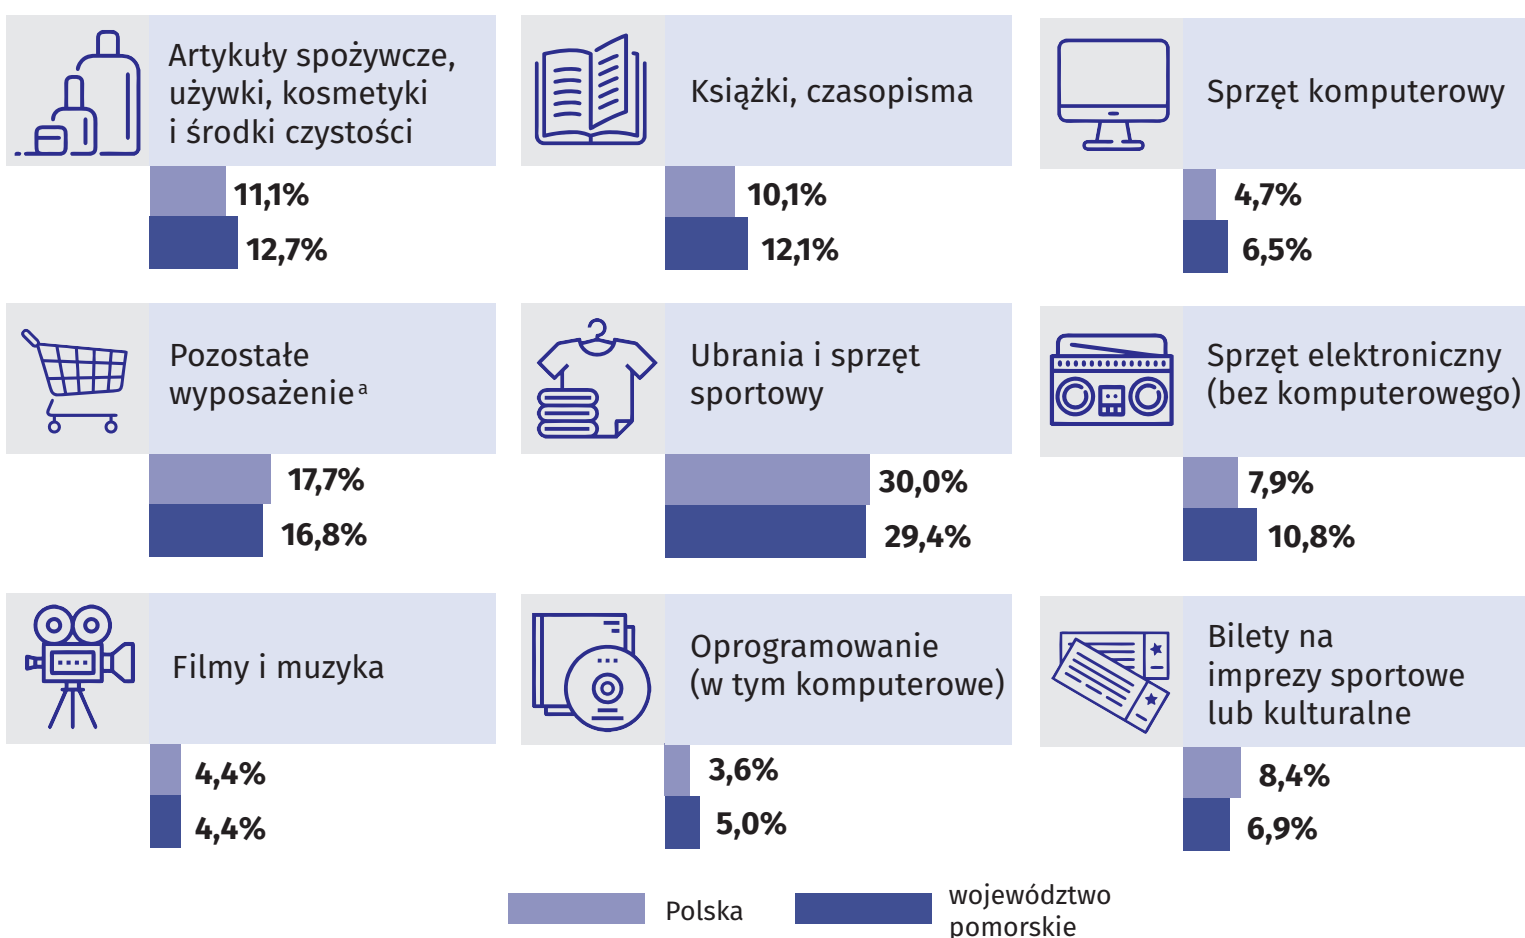 Artykuły spożywcze,
używki, kosmetyki
i środki czystości
11,1%
12,7%
Książki, czasopisma
10,1%
12,1%
Sprzęt komputerowy
4,7%
6,5%
Pozostałe
wyposażenie a
17,7%
16,8%
Ubrania i sprzęt
sportowy
30,0%
29,4%
Sprzęt elektroniczny
(bez komputerowego)
7,9%
10,8%
Filmy i muzyka
4,4%
4,4%
Oprogramowanie
(w tym komputerowe)
3,6%
5,0%
Bilety na
imprezy sportowe
lub kulturalne
8,4%
6,9%
Polska
województwo
pomorskie